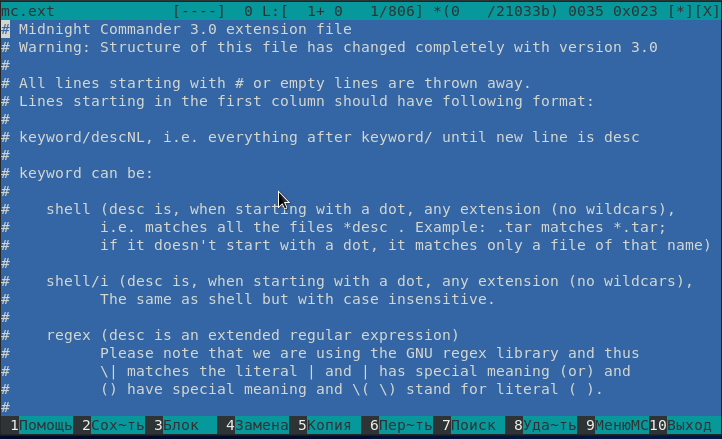 mc.ext [----] 0 L:[ 1+ 0 1/806] *(0 /21033b) 0035 0x023 [*][X]
# Midnight Commander 3.0 extension file
# Warning: Structure of this file has changed completely with version 3.0
#
# All lines starting with # or empty lines are thrown away.
# Lines starting in the first column should have following format:
#
# keyword/descNL, i.e. everything after keyword/ until new line is desc
#
# keyword can be:
#
# shell (desc is, when starting with a dot, any extension (no wildcars),
# i.e. matches all the files *desc . Example: .tar matches *.tar;
# if it doesn't start with a dot, it matches only a file of that name)
#
# shell/i (desc is, when starting with a dot, any extension (no wildcars),
# The same as shell but with case insensitive.
#
# regex (desc is an extended regular expression)
# Please note that we are using the GNU regex library and thus
# \| matches the literal | and | has special meaning (or) and
# () have special meaning and \( \) stand for literal ( ).
#
1Помощь 2Сох~ть 3Блок 4Замена 5Копия 6Пер~ть 7Поиск 8Уда~ть 9МенюMC 10Выход